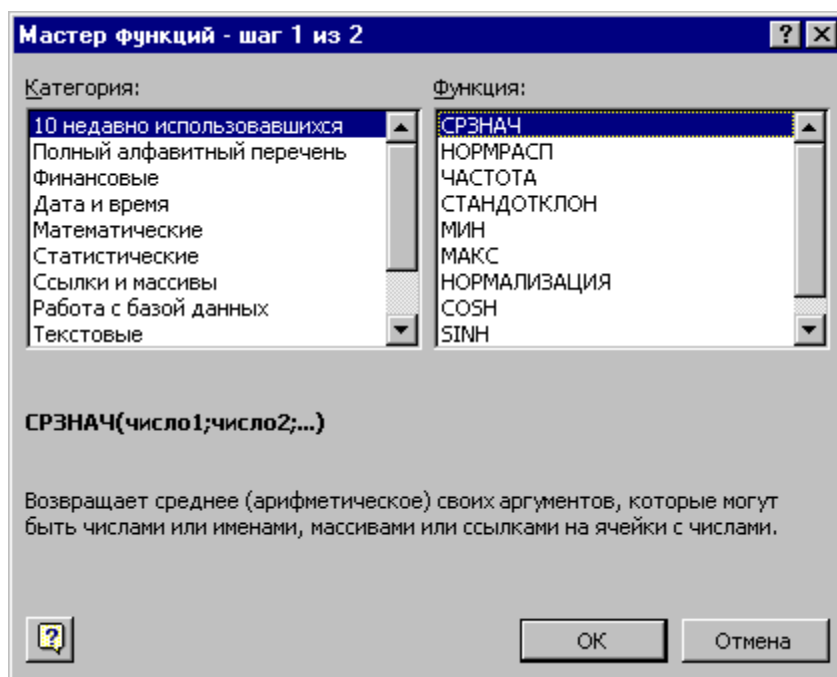 Мастер функций - шаг 1 из 2
Категория:
10 недавно использовавшихся
Полный алфавитный перечень
Финансовые
Дата и время
Математические
Статистические
Ссылки и массивы
Работа с базой данных
Текстовые
Функция:
СРЗНАЧ
НОРМРАСП
ЧАСТОТА
СТАНДОТКЛОН
МИН
МАКС
НОРМАЛИЗАЦИЯ
COSH
SINH
СРЗНАЧ(число1;число2;...)
Возвращает среднее (арифметическое) своих аргументов, которые могут
быть числами или именами, массивами или ссылками на ячейки с числами.
ОК
Отмена